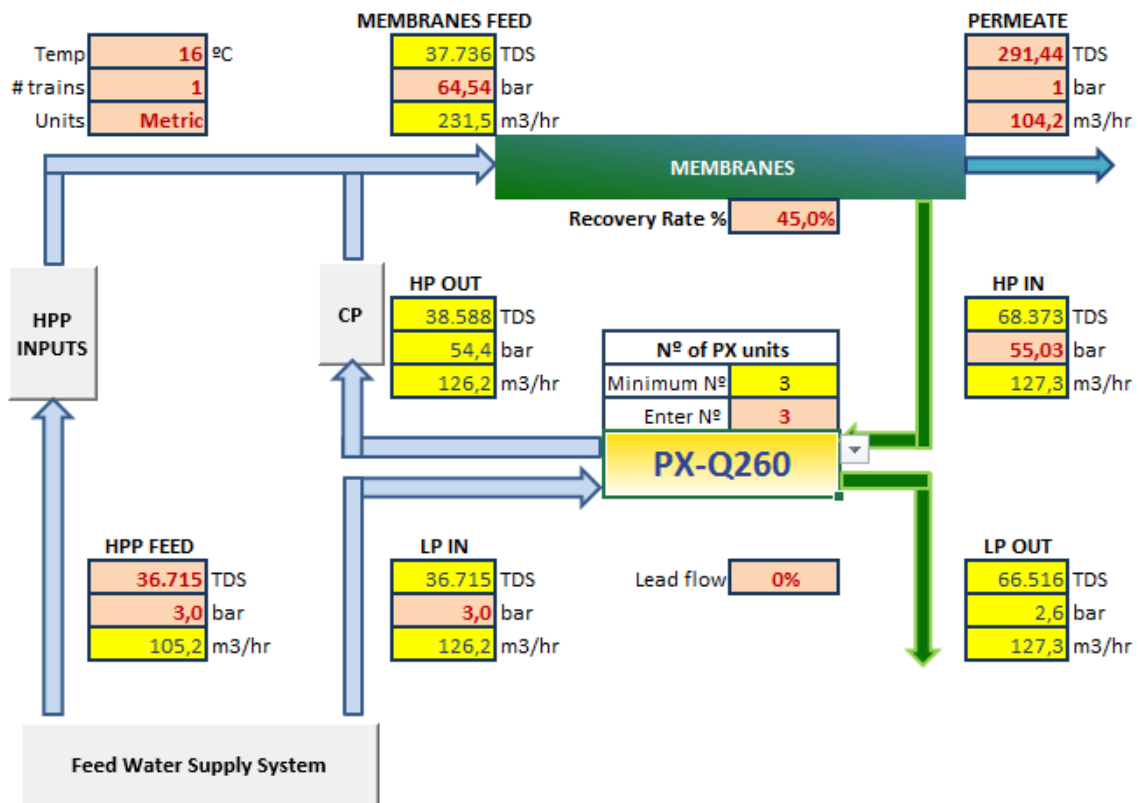 MEMBRANES FEED
PERMEATE
Temp 16 ºC
37.736 TDS
291,44 TDS
# trains 1
64,54 bar
1 bar
Units Metric
231,5 m3/hr
104,2 m3/hr
MEMBRANES
Recovery Rate % 45,0%
HPP
INPUTS
CP
HP OUT
38.588 TDS
54,4 bar
126,2 m3/hr
HP IN
68.373 TDS
55,03 bar
127,3 m3/hr
Nº of PX units
Minimum Nº 3
Enter Nº 3
PX-Q260
HPP FEED
36.715 TDS
3,0 bar
105,2 m3/hr
LP IN
36.715 TDS
3,0 bar
126,2 m3/hr
Lead flow 0%
LP OUT
66.516 TDS
2,6 bar
127,3 m3/hr
Feed Water Supply System